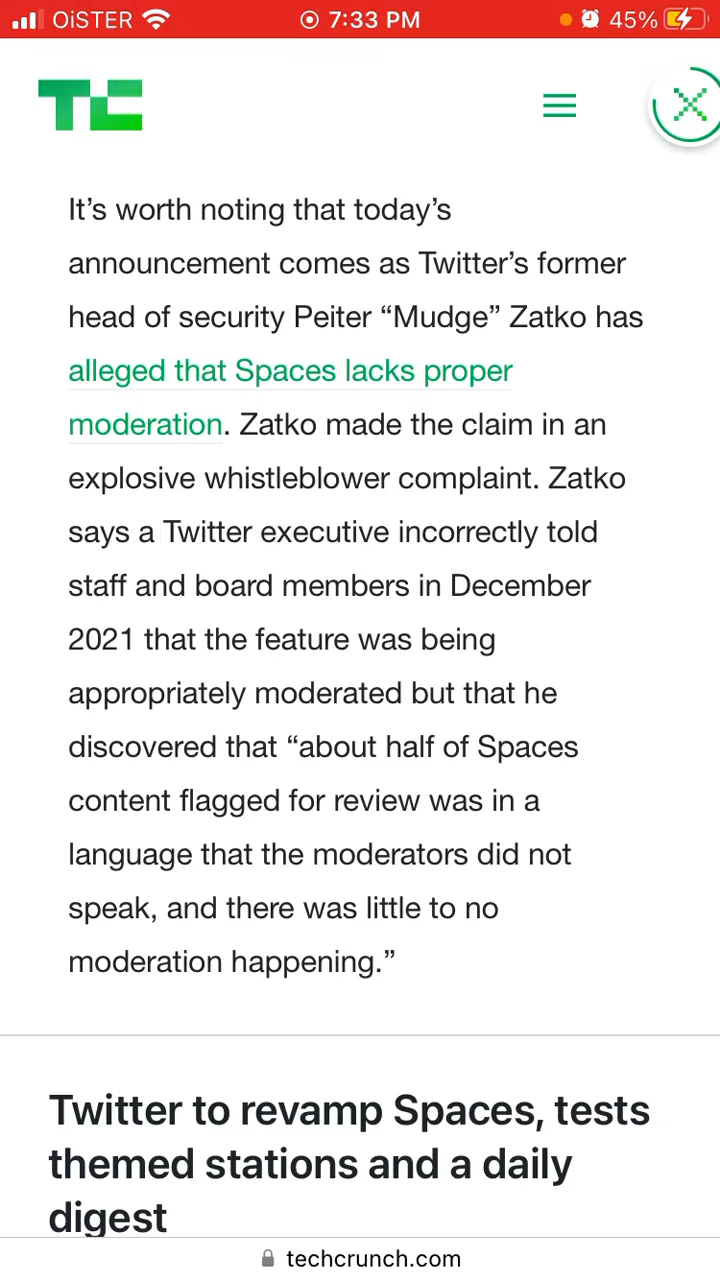 OiSTER 7:33 PM 45%
TC
It’s worth noting that today’s
announcement comes as Twitter’s former
head of security Peiter “Mudge” Zatko has
alleged that Spaces lacks proper
moderation. Zatko made the claim in an
explosive whistleblower complaint. Zatko
says a Twitter executive incorrectly told
staff and board members in December
2021 that the feature was being
appropriately moderated but that he
discovered that “about half of Spaces
content flagged for review was in a
language that the moderators did not
speak, and there was little to no
moderation happening.”
Twitter to revamp Spaces, tests
themed stations and a daily
digest
techcrunch.com